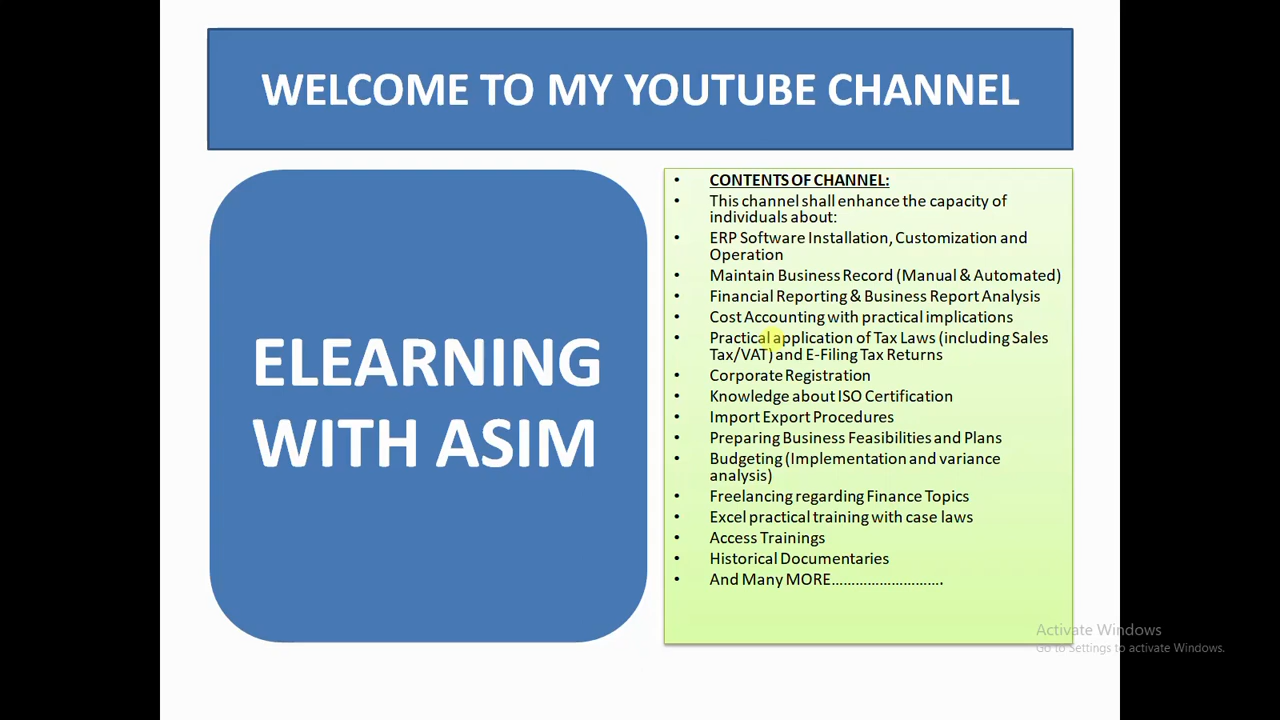 WELCOME TO MY YOUTUBE CHANNEL
ELEARNING
WITH ASIM
• CONTENTS OF CHANNEL:
• This channel shall enhance the capacity of
individuals about:
• ERP Software Installation, Customization and
Operation
• Maintain Business Record (Manual & Automated)
• Financial Reporting & Business Report Analysis
• Cost Accounting with practical implications
• Practical application of Tax Laws (including Sales
Tax/VAT) and E-Filing Tax Returns
• Corporate Registration
• Knowledge about ISO Certification
• Import Export Procedures
• Preparing Business Feasibilities and Plans
• Budgeting (Implementation and variance
analysis)
• Freelancing regarding Finance Topics
• Excel practical training with case laws
• Access Trainings
• Historical Documentaries
• And Many MORE……………………….
Activate Windows
Go to Settings to activate Windows.